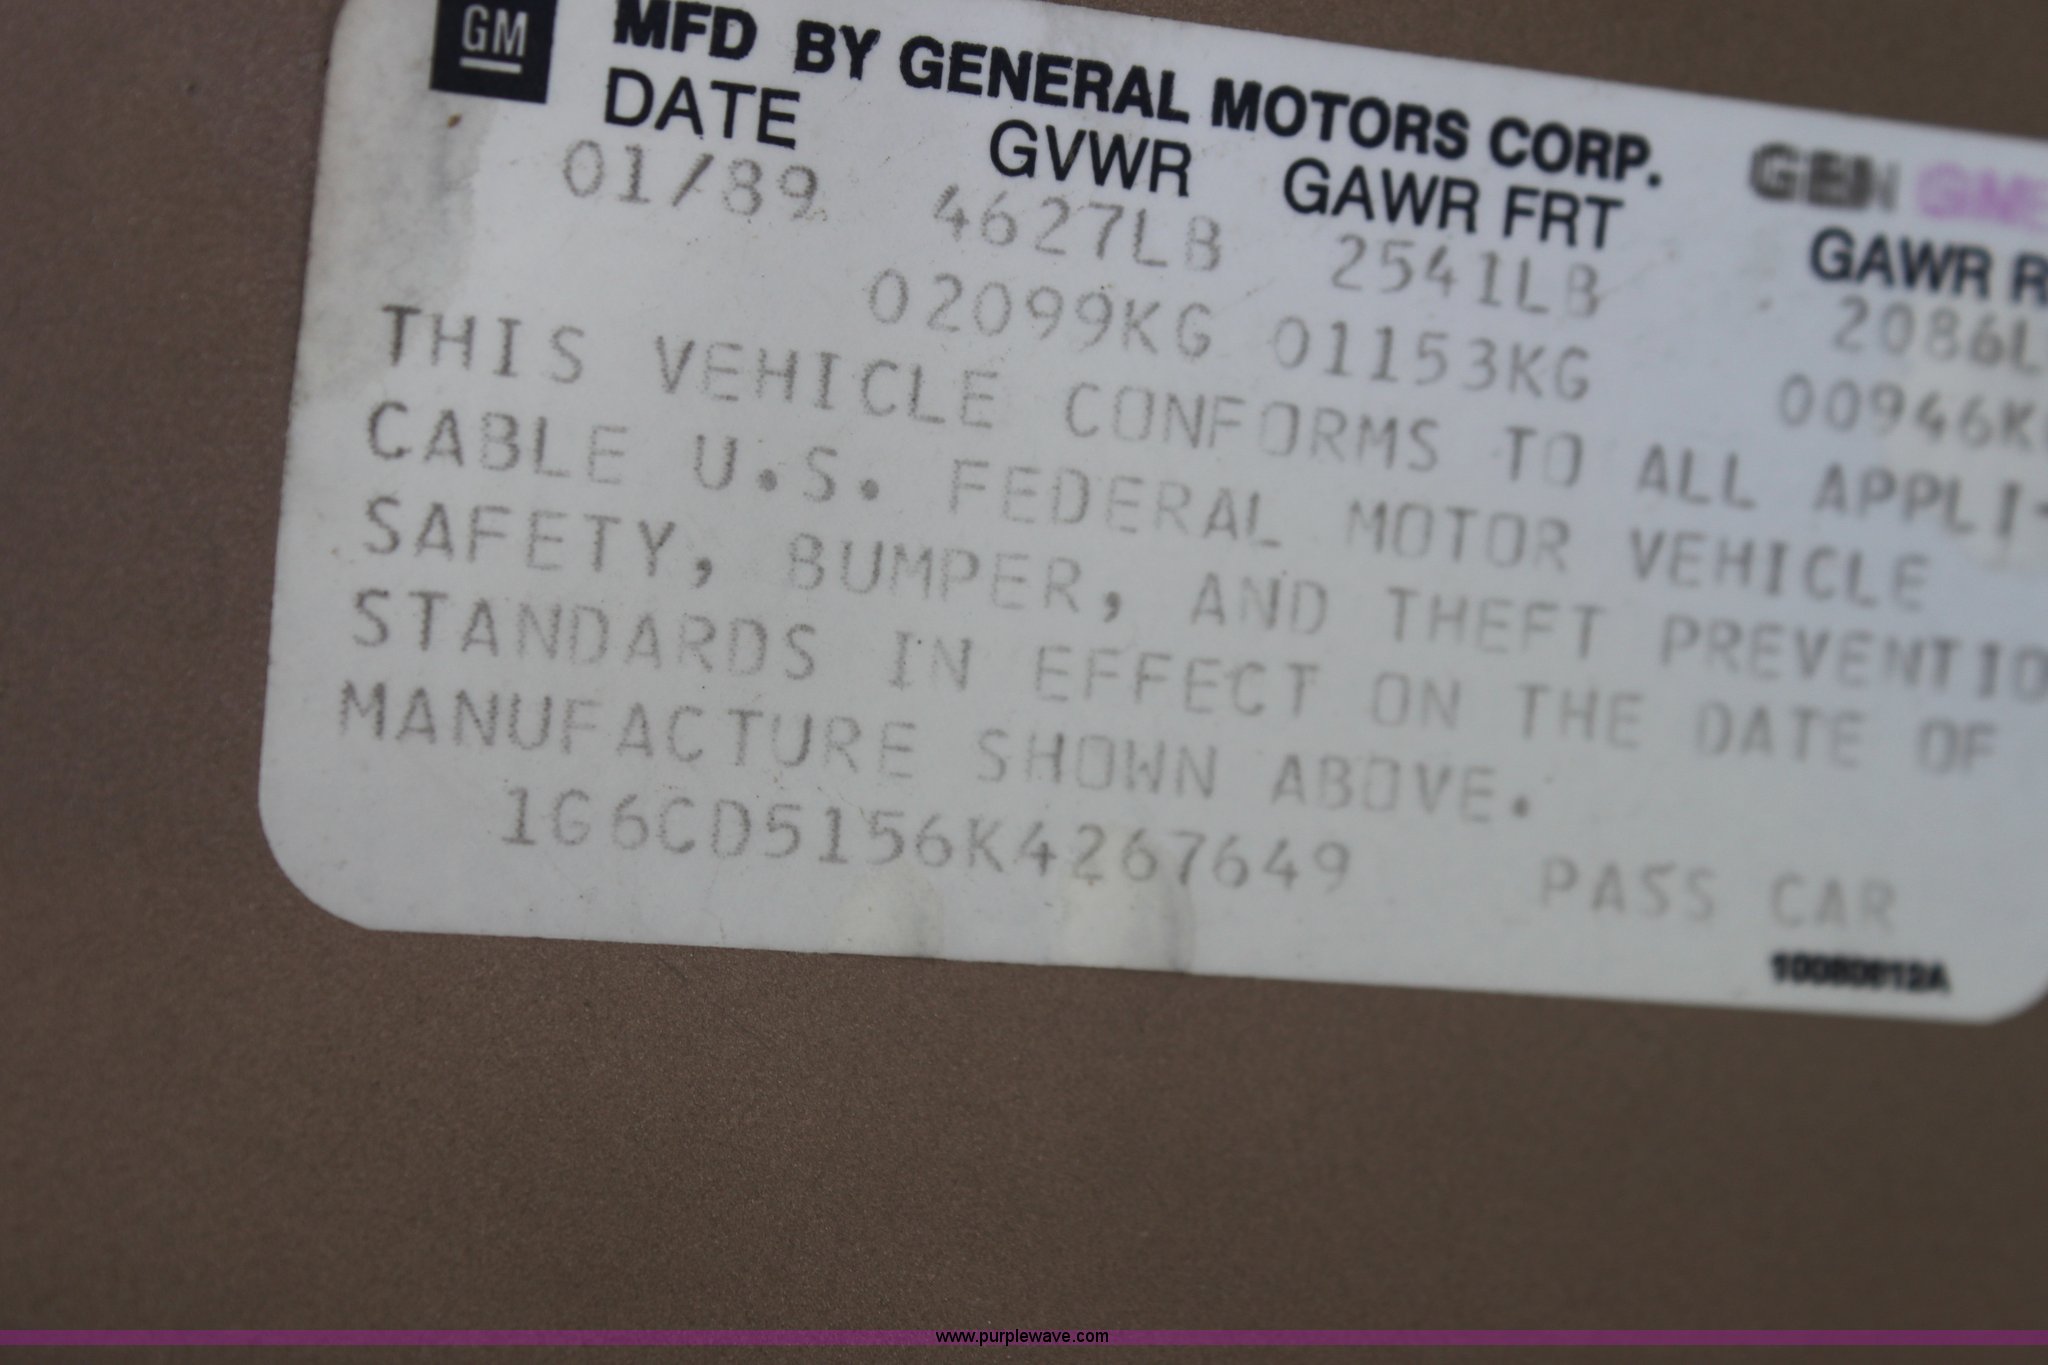 GM MFD BY GENERAL MOTORS CORP.
DATE GVWR GAWR FRT GAWR R
01/89 4627LB 2541LB 2086L
02099KG 01153KG 00946K
THIS VEHICLE CONFORMS TO ALL APPLI-
CABLE U.S. FEDERAL MOTOR VEHICLE
SAFETY, BUMPER, AND THEFT PREVENTIO
STANDARDS IN EFFECT ON THE DATE OF
MANUFACTURE SHOWN ABOVE.
1G6CD5156K4267649 PASS CAR
www.purplewave.com